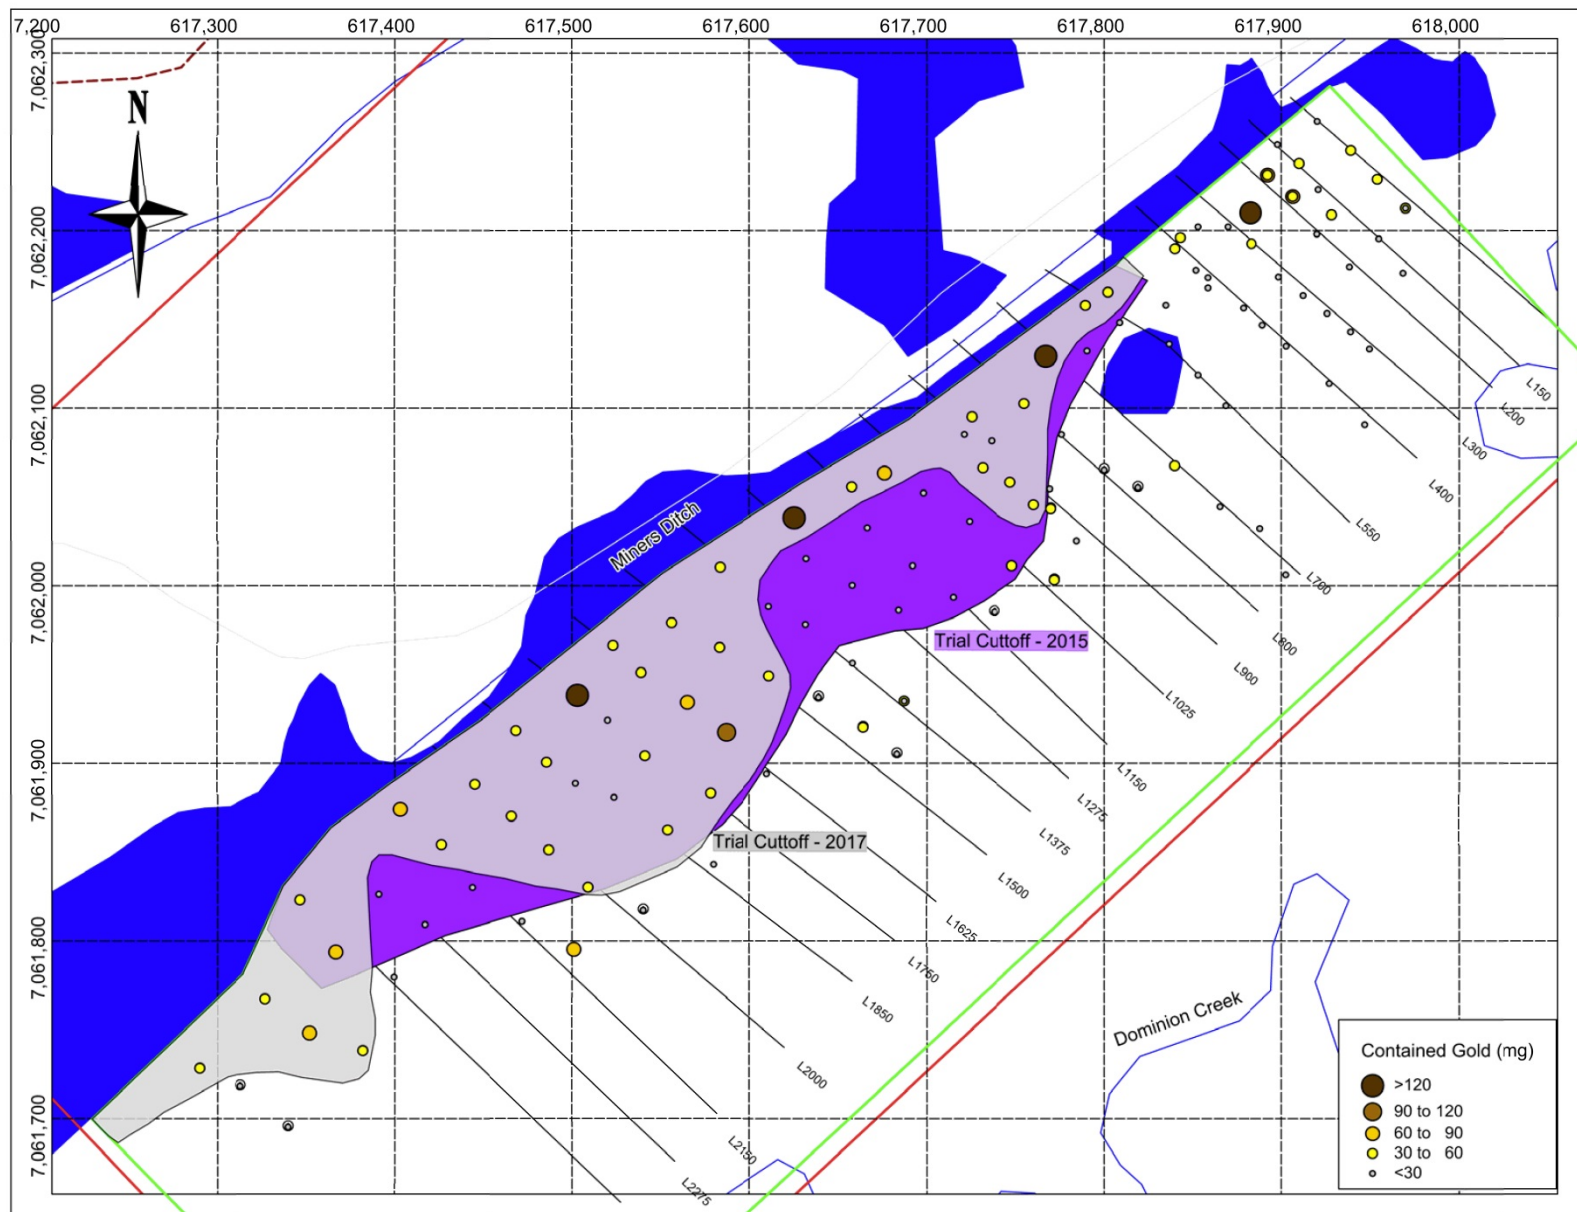 7,200 617,300 617,400 617,500 617,600 617,700 617,800 617,900 618,000
7,062,300
N
7,062,200
7,062,100
7,062,000
7,061,900
7,061,800
7,061,700
Miners Ditch
L150
L200
L300
L400
L550
L700
L800
Trial Cuttoff - 2015
L900
L1025
L1150
L1275
Trial Cuttoff - 2017
L1375
L1500
L1625
L1750
L1850
L2000
L2150
L2275
Dominion Creek
Contained Gold (mg)
>120
90 to 120
60 to 90
30 to 60
<30